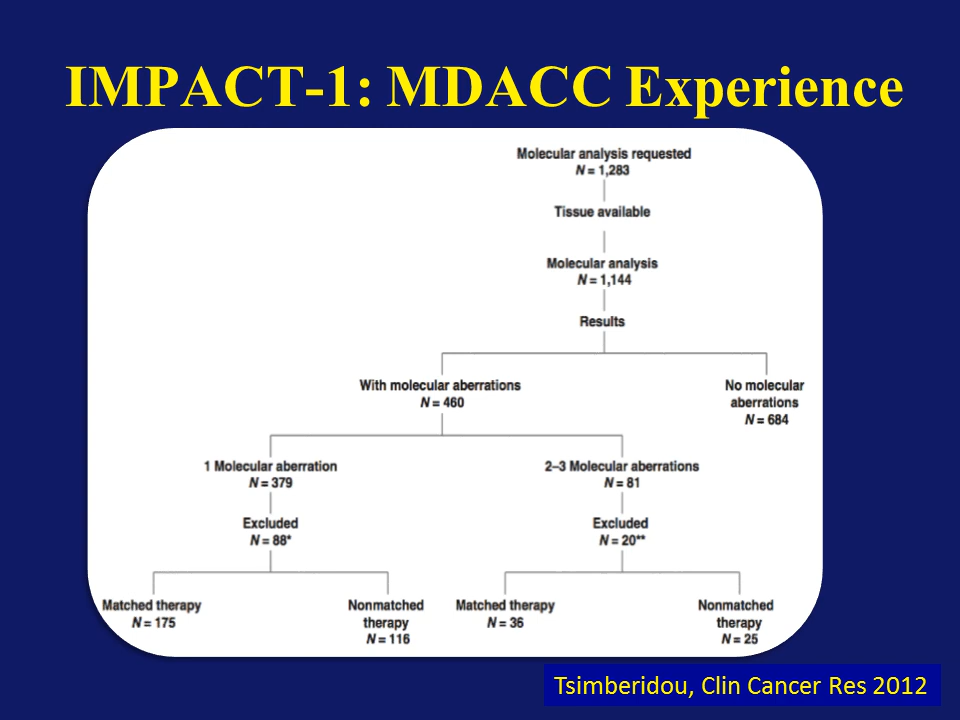 IMPACT-1: MDACC Experience
Molecular analysis requested
N = 1,283
Tissue available
Molecular analysis
N = 1,144
Results
With molecular aberrations
N = 460
No molecular
aberrations
N = 684
1 Molecular aberration
N = 379
2–3 Molecular aberrations
N = 81
Excluded
N = 88*
Excluded
N = 20**
Matched therapy
N = 175
Nonmatched
therapy
N = 116
Matched therapy
N = 36
Nonmatched
therapy
N = 25
Tsimberidou, Clin Cancer Res 2012